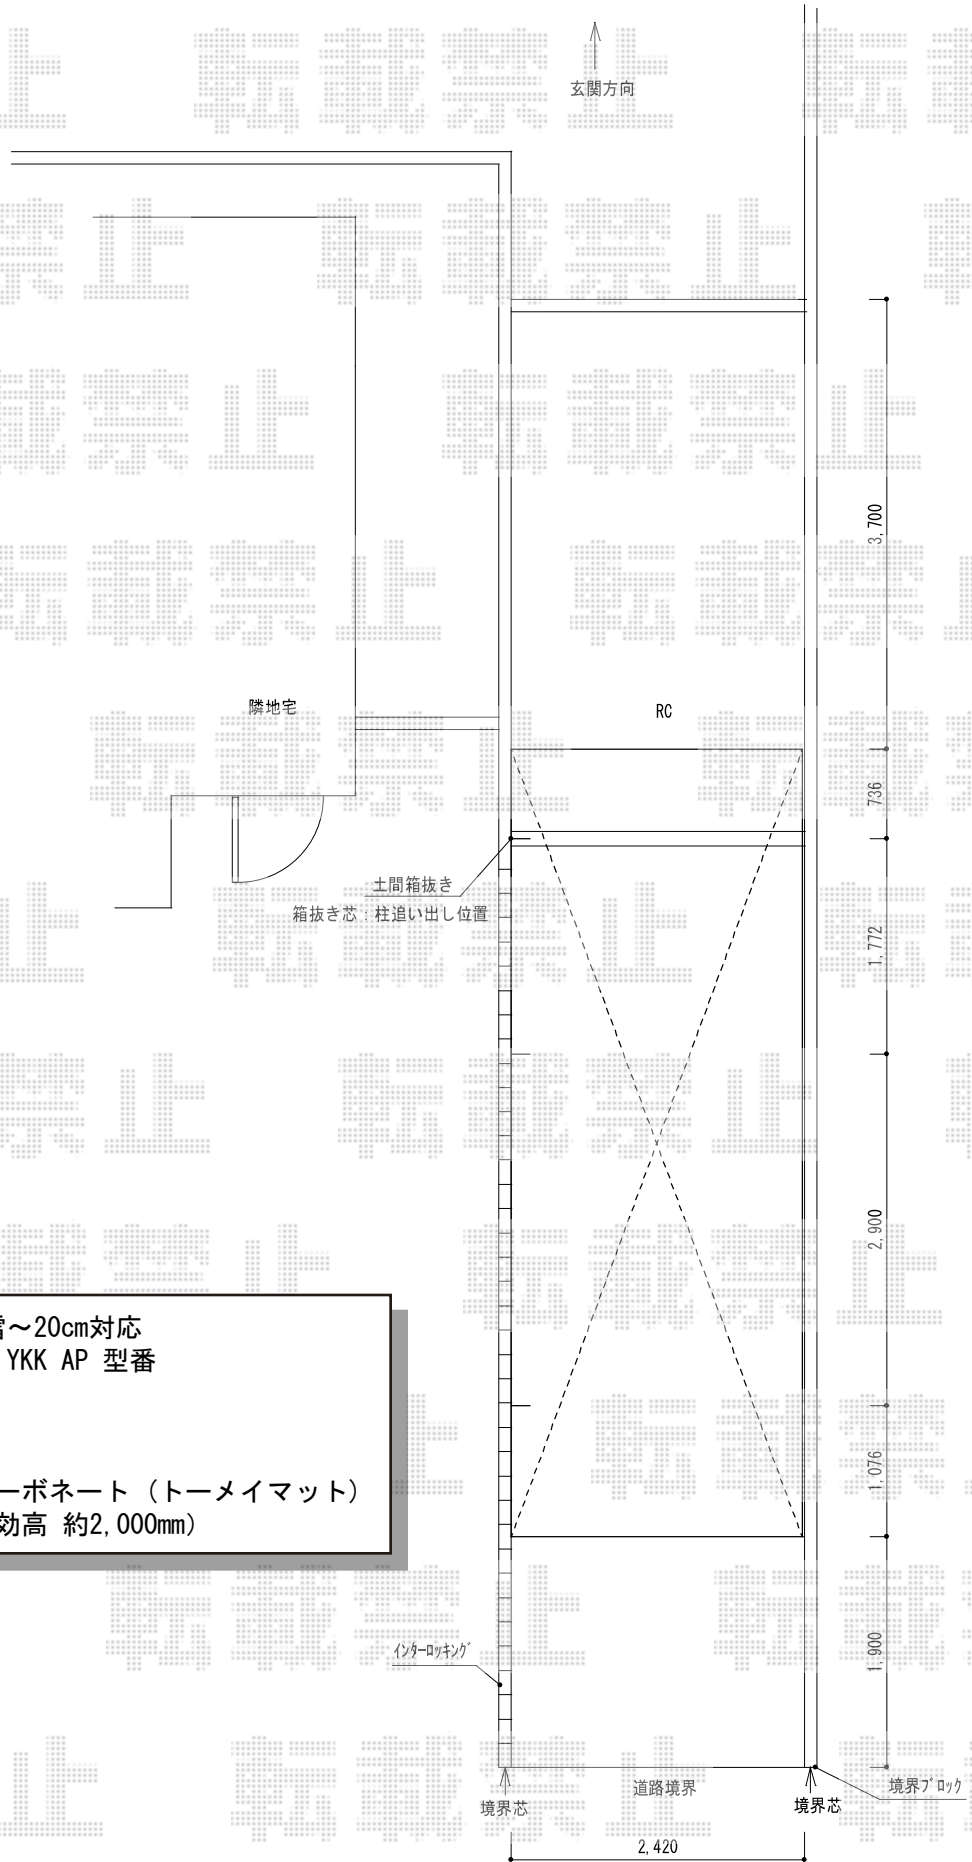 玄関方向
3,700
隣地宅
RC
736
土間箱抜き
箱抜き芯：柱追い出し位置
1,772
2,900
～20cm対応
YKK AP 型番
ーボネート（トーメイマット）
効高 約2,000mm）
1,076
インターロッキング
1,900
道路境界
境界ブロック
境界芯
境界芯
2,420
転載禁止